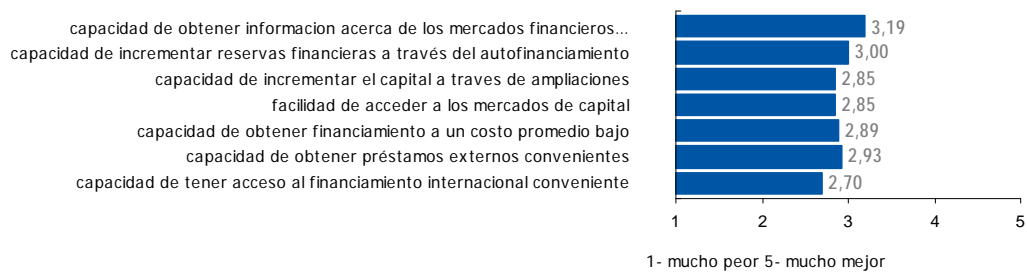 capacidad de obtener informacion acerca de los mercados financieros... 3,19
capacidad de incrementar reservas financieras a través del autofinanciamiento 3,00
capacidad de incrementar el capital a traves de ampliaciones 2,85
facilidad de acceder a los mercados de capital 2,85
capacidad de obtener financiamiento a un costo promedio bajo 2,89
capacidad de obtener préstamos externos convenientes 2,93
capacidad de tener acceso al financiamiento internacional conveniente 2,70
1 2 3 4 5
1- mucho peor 5- mucho mejor